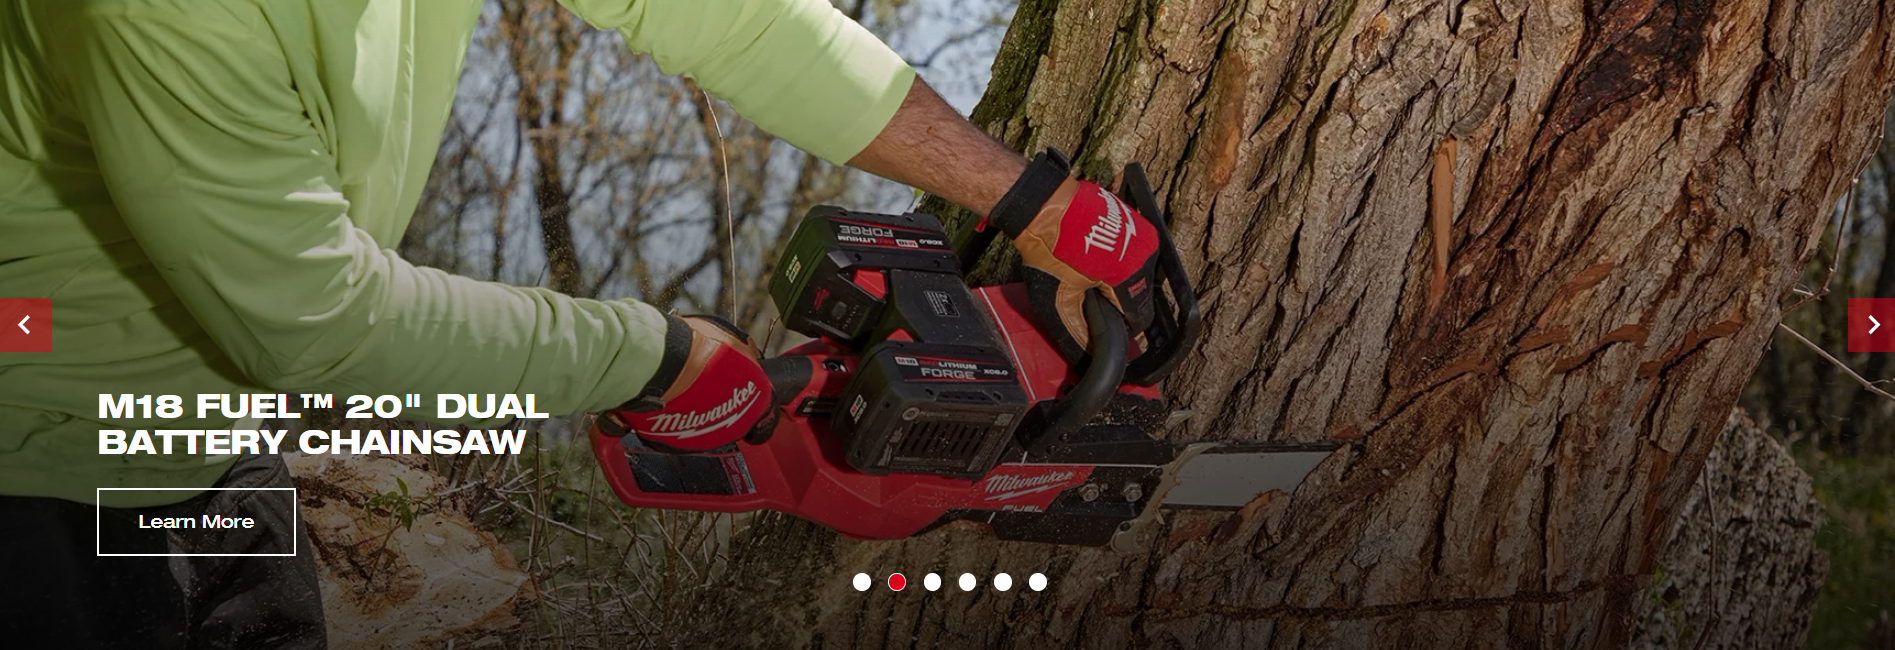 Milwaukee
FORGE
REDLITHIUM
M18
XC8.0
M18 REDLITHIUM
FORGE XC8.0
Milwaukee
M18 FUEL™ 20" DUAL
BATTERY CHAINSAW
Milwaukee
FUEL
Learn More